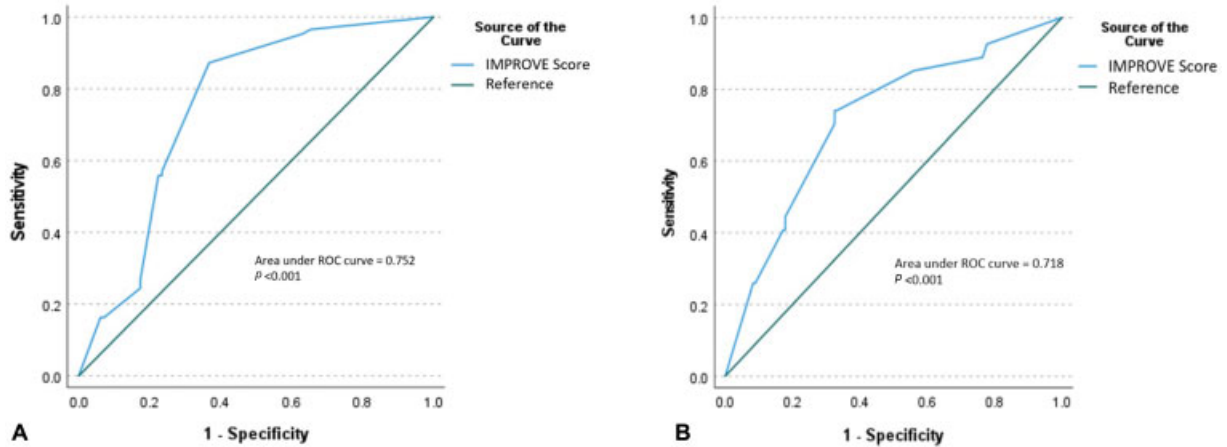 Source of the
Curve
IMPROVE Score
Reference
Sensitivity
1.0
0.8
0.6
0.4
0.2
0.0
Area under ROC curve = 0.752
P <0.001
0.0 0.2 0.4 0.6 0.8 1.0
1 - Specificity
A
Source of the
Curve
IMPROVE Score
Reference
Sensitivity
1.0
0.8
0.6
0.4
0.2
0.0
Area under ROC curve = 0.718
P <0.001
0.0 0.2 0.4 0.6 0.8 1.0
1 - Specificity
B